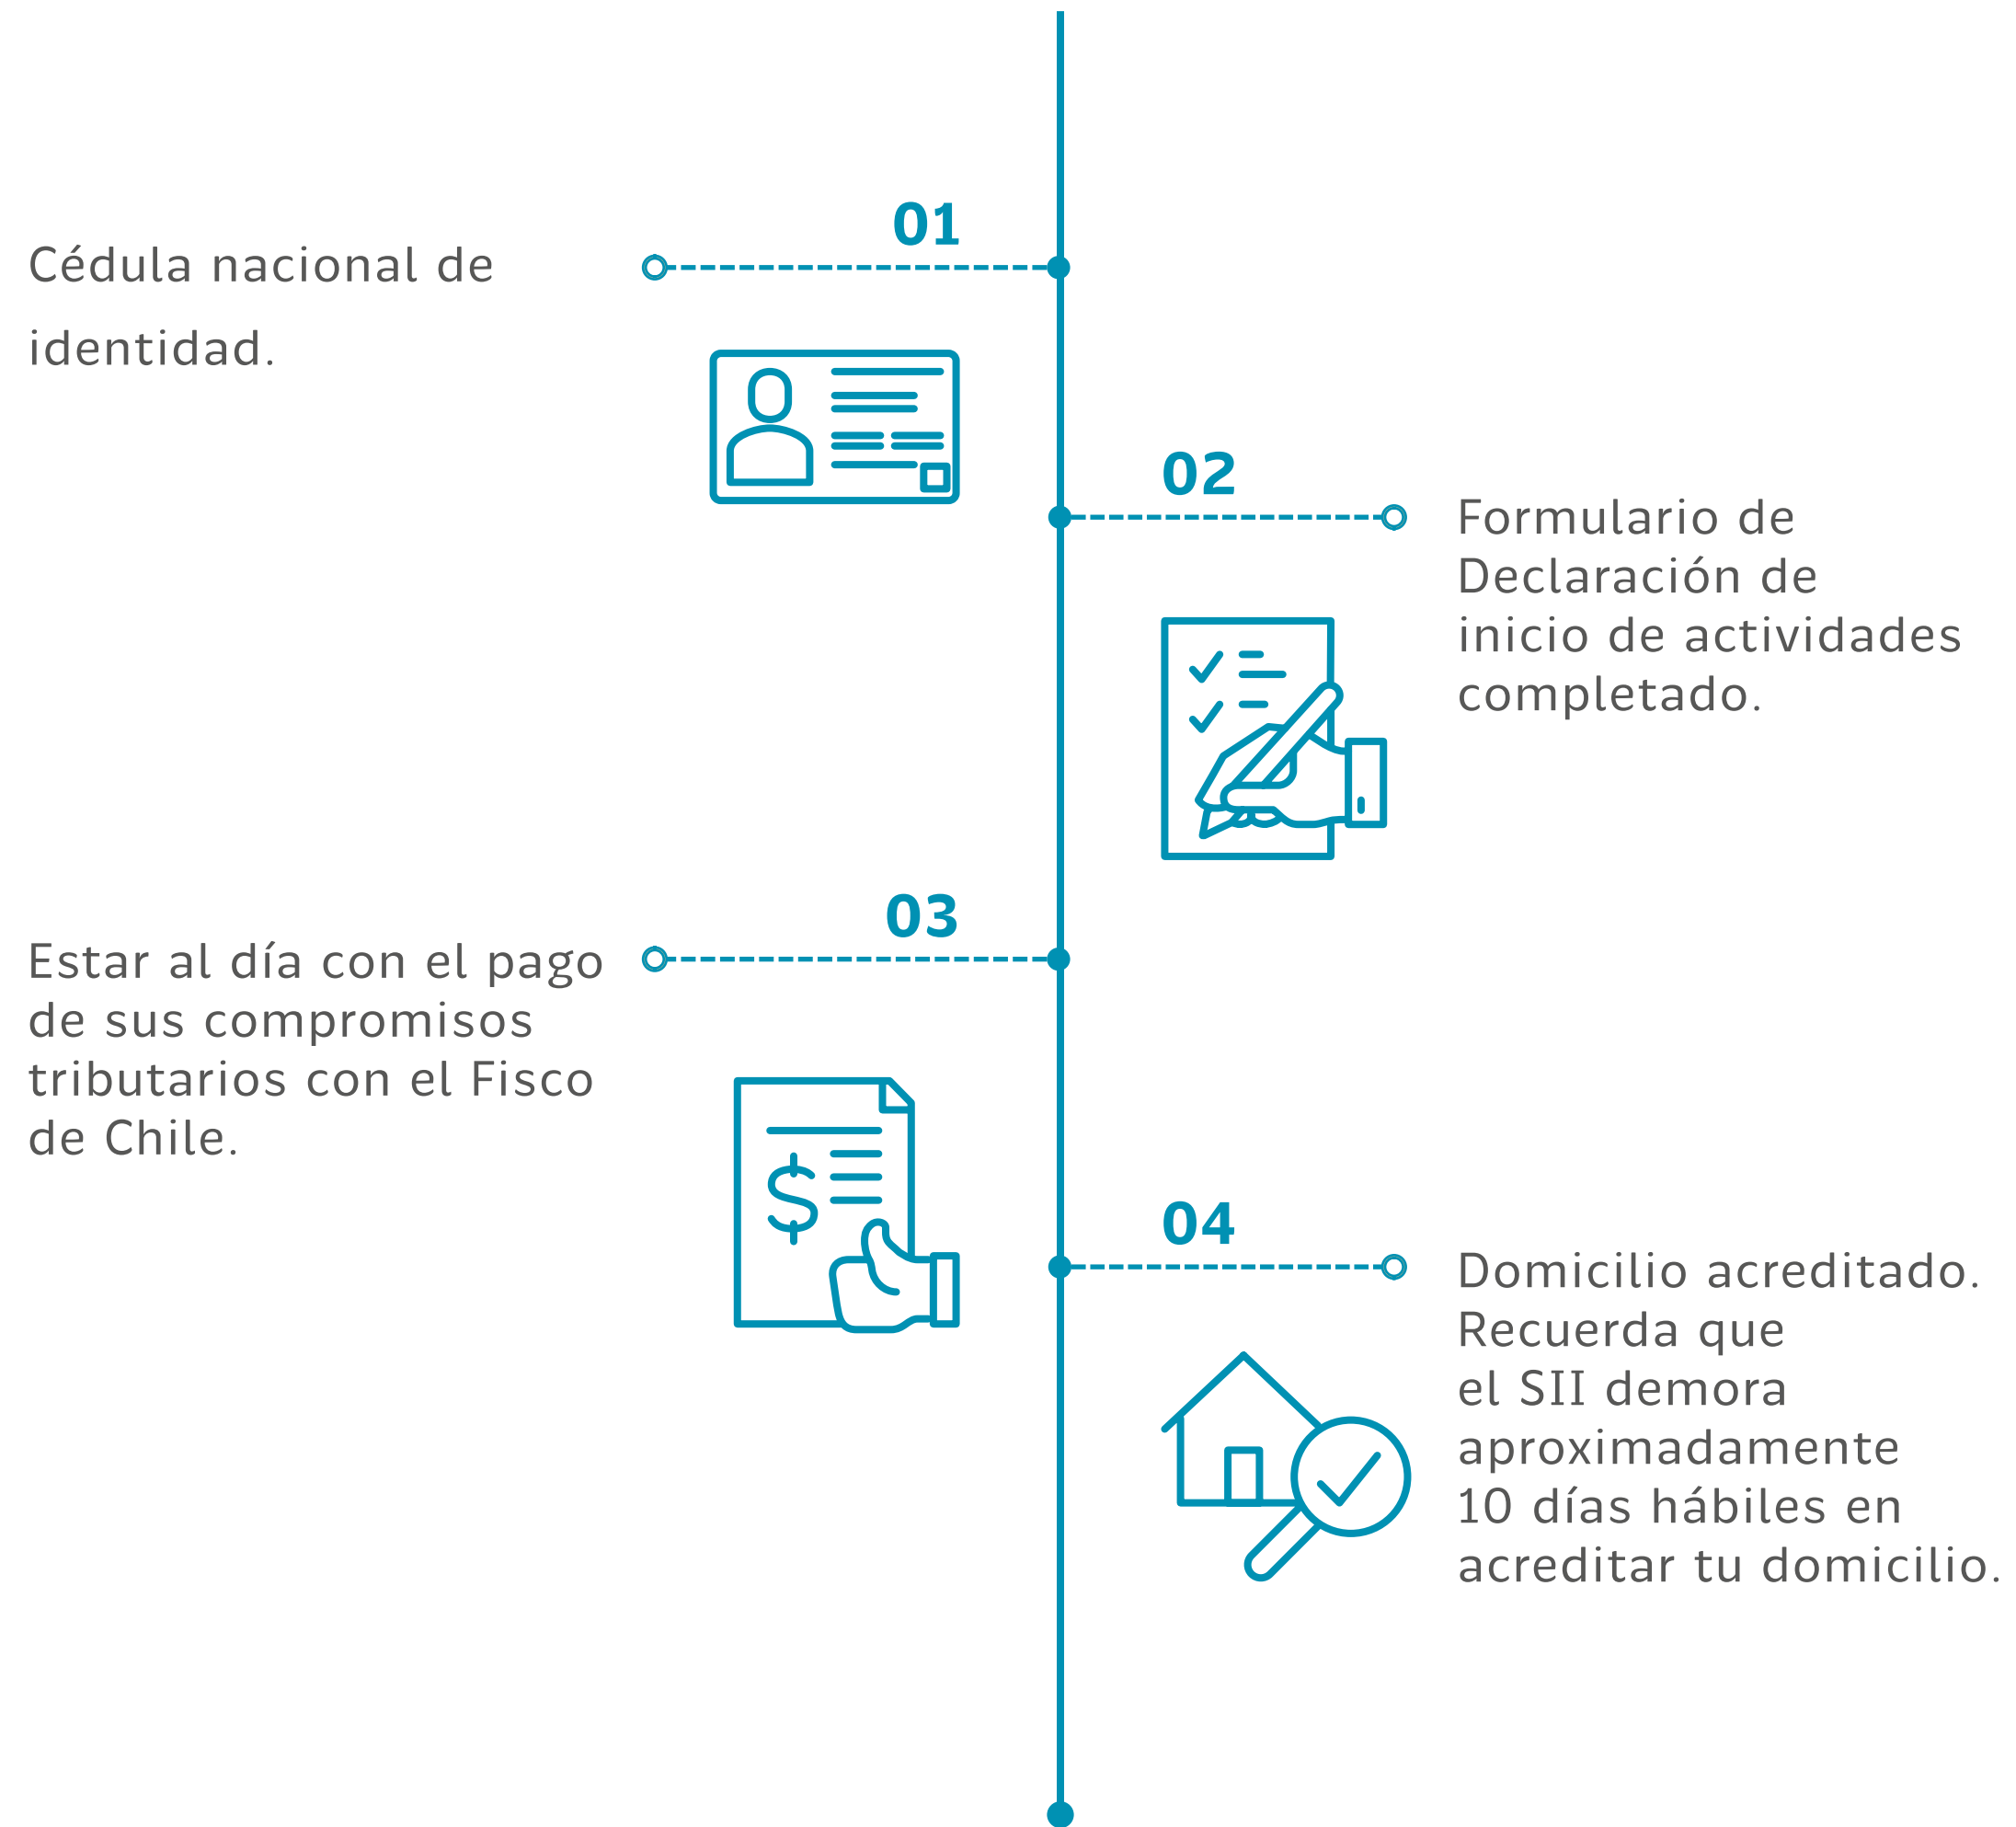 01
Cédula nacional de
identidad.
02
Formulario de
Declaración de
inicio de actividades
completado.
03
Estar al día con el pago
de sus compromisos
tributarios con el Fisco
de Chile.
$
04
Domicilio acreditado.
Recuerda que
el SII demora
aproximadamente
10 días hábiles en
acreditar tu domicilio.